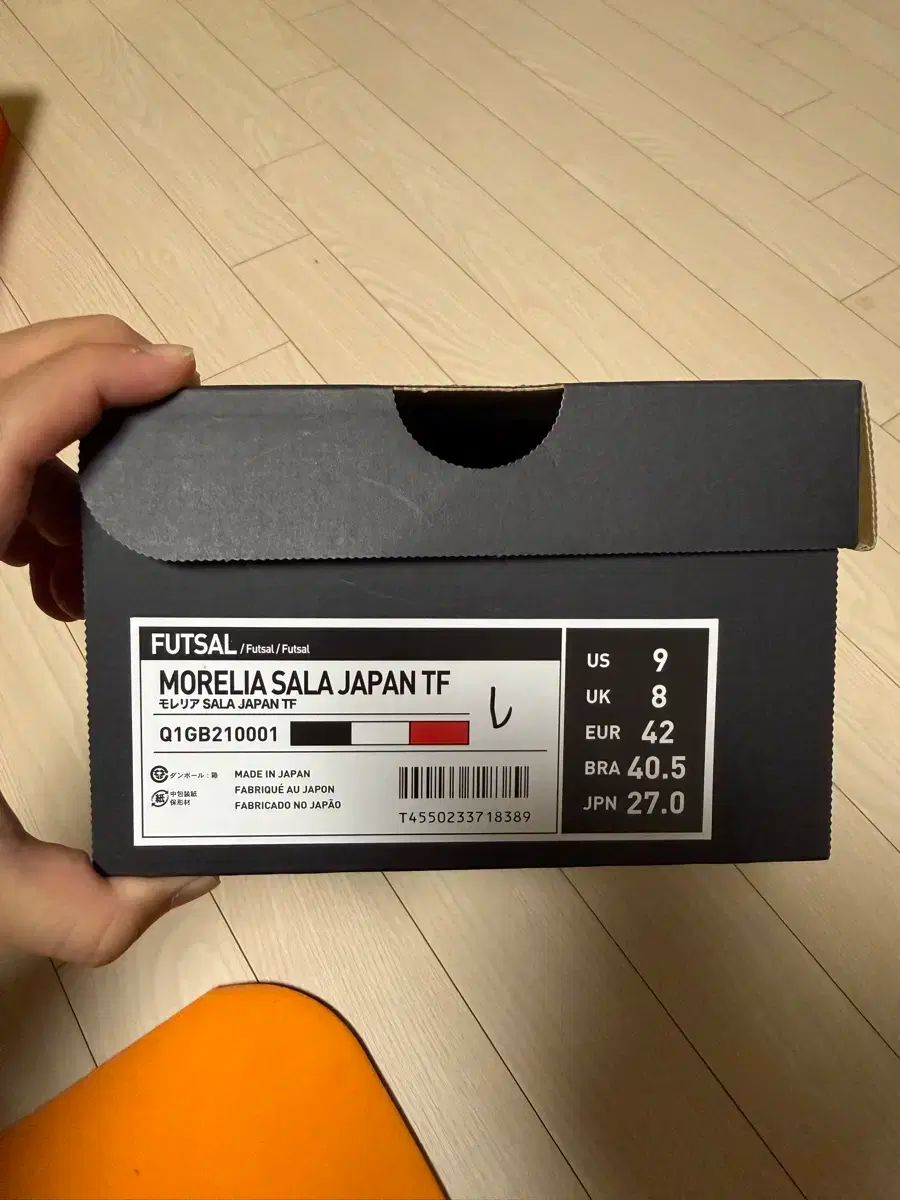 FUTSAL /Futsal / Futsal
MORELIA SALA JAPAN TF
モレリア SALA JAPAN TF
Q1GB210001
ダンボール：箱
紙
中包装紙
保形材
MADE IN JAPAN
FABRIQUÉ AU JAPON
FABRICADO NO JAPÃO
T4550233718389
US 9
UK 8
EUR 42
BRA 40.5
JPN 27.0